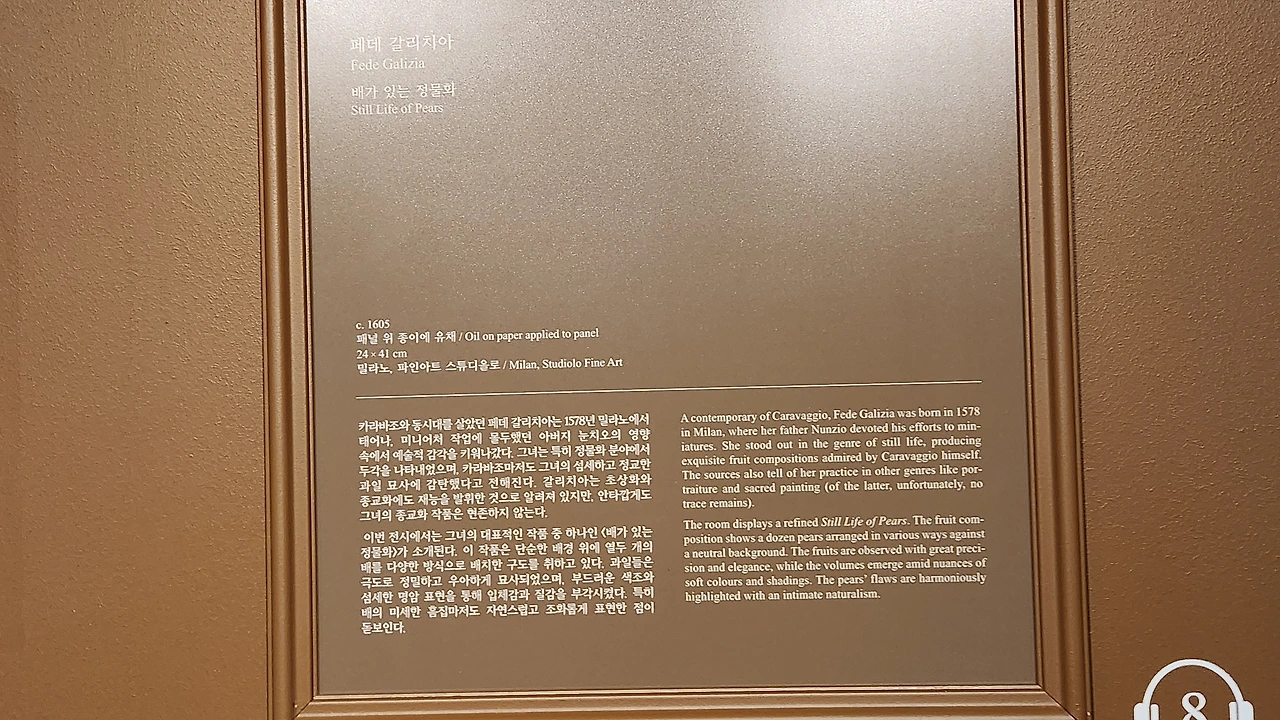 페데 갈리치아
Fede Galizia
배가 있는 정물화
Still Life of Pears
c. 1605
패널 위 종이에 유채 / Oil on paper applied to panel
24 × 41 cm
밀라노, 파인아트 스튜디올로 / Milan, Studiolo Fine Art
카라바조와 동시대를 살았던 페데 갈리치아는 1578년 밀라노에서
태어나, 미니어처 작업에 몰두했던 아버지 눈치오의 영향
속에서 예술적 감각을 키워나갔다. 그녀는 특히 정물화 분야에서
두각을 나타내었으며, 카라바조마저도 그녀의 섬세하고 정교한
과일 묘사에 감탄했다고 전해진다. 갈리치아는 초상화와
종교화에도 재능을 발휘한 것으로 알려져 있지만, 안타깝게도
그녀의 종교화 작품은 현존하지 않는다.
이번 전시에서는 그녀의 대표적인 작품 중 하나인 〈배가 있는
정물화〉가 소개된다. 이 작품은 단순한 배경 위에 열두 개의
배를 다양한 방식으로 배치한 구도를 취하고 있다. 과일들은
극도로 정밀하고 우아하게 묘사되었으며, 부드러운 색조와
섬세한 명암 표현을 통해 입체감과 질감을 부각시켰다. 특히
배의 미세한 흠집마저도 자연스럽고 조화롭게 표현한 점이
돋보인다.
A contemporary of Caravaggio, Fede Galizia was born in 1578
in Milan, where her father Nunzio devoted his efforts to min-
iatures. She stood out in the genre of still life, producing
exquisite fruit compositions admired by Caravaggio himself.
The sources also tell of her practice in other genres like por-
traiture and sacred painting (of the latter, unfortunately, no
trace remains).
The room displays a refined Still Life of Pears. The fruit com-
position shows a dozen pears arranged in various ways against
a neutral background. The fruits are observed with great preci-
sion and elegance, while the volumes emerge amid nuances of
soft colours and shadings. The pears' flaws are harmoniously
highlighted with an intimate naturalism.
8